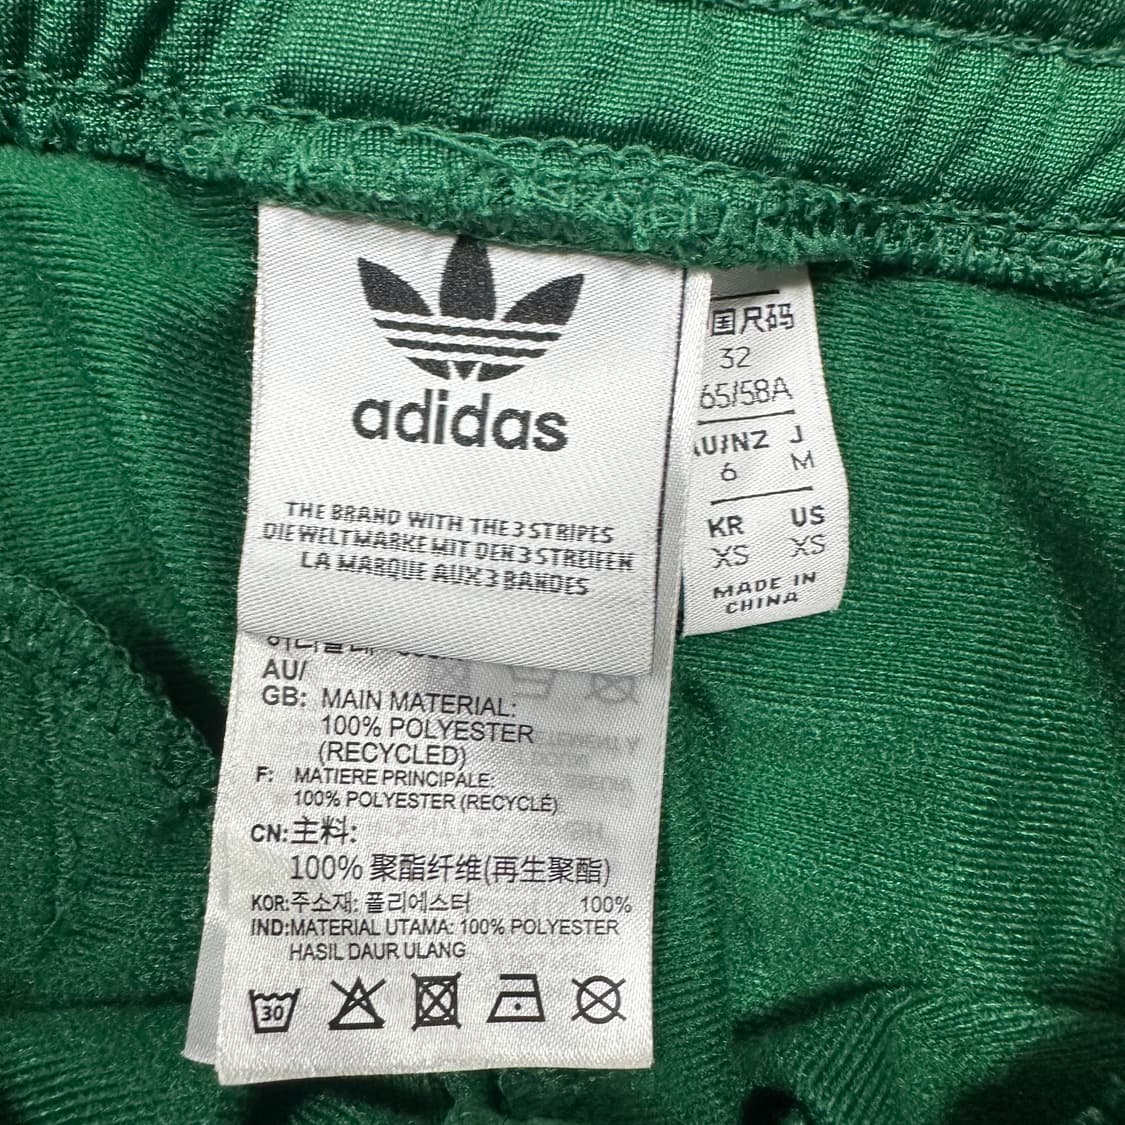 adidas
THE BRAND WITH THE 3 STRIPES
DIE WELTMARKE MIT DEN 3 STREIFEN
LA MARQUE AUX 3 BANDES
国尺码
32
65/58A
AU/NZ J
6 M
KR US
XS XS
MADE IN
CHINA
AU/
GB: MAIN MATERIAL:
100% POLYESTER
(RECYCLED)
F: MATIERE PRINCIPALE:
100% POLYESTER (RECYCLÉ)
CN:主料:
100% 聚酯纤维(再生聚酯)
KOR:주소재: 폴리에스터 100%
IND:MATERIAL UTAMA: 100% POLYESTER
HASIL DAUR ULANG
30